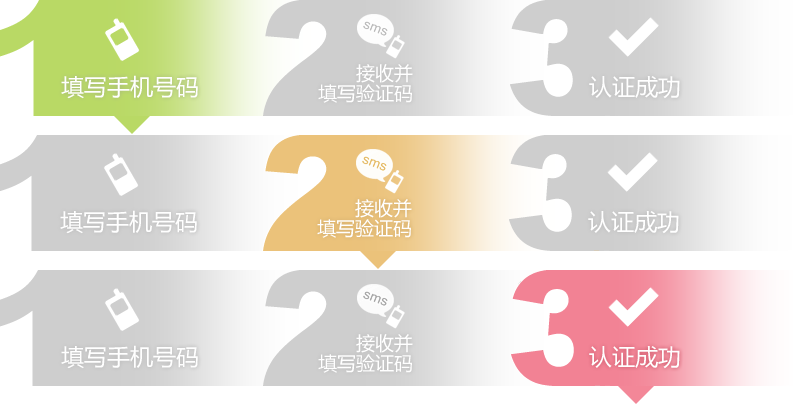 1
填写手机号码
2
sms
接收并
填写验证码
3
认证成功
1
填写手机号码
2
sms
接收并
填写验证码
3
认证成功
1
填写手机号码
2
sms
接收并
填写验证码
3
认证成功